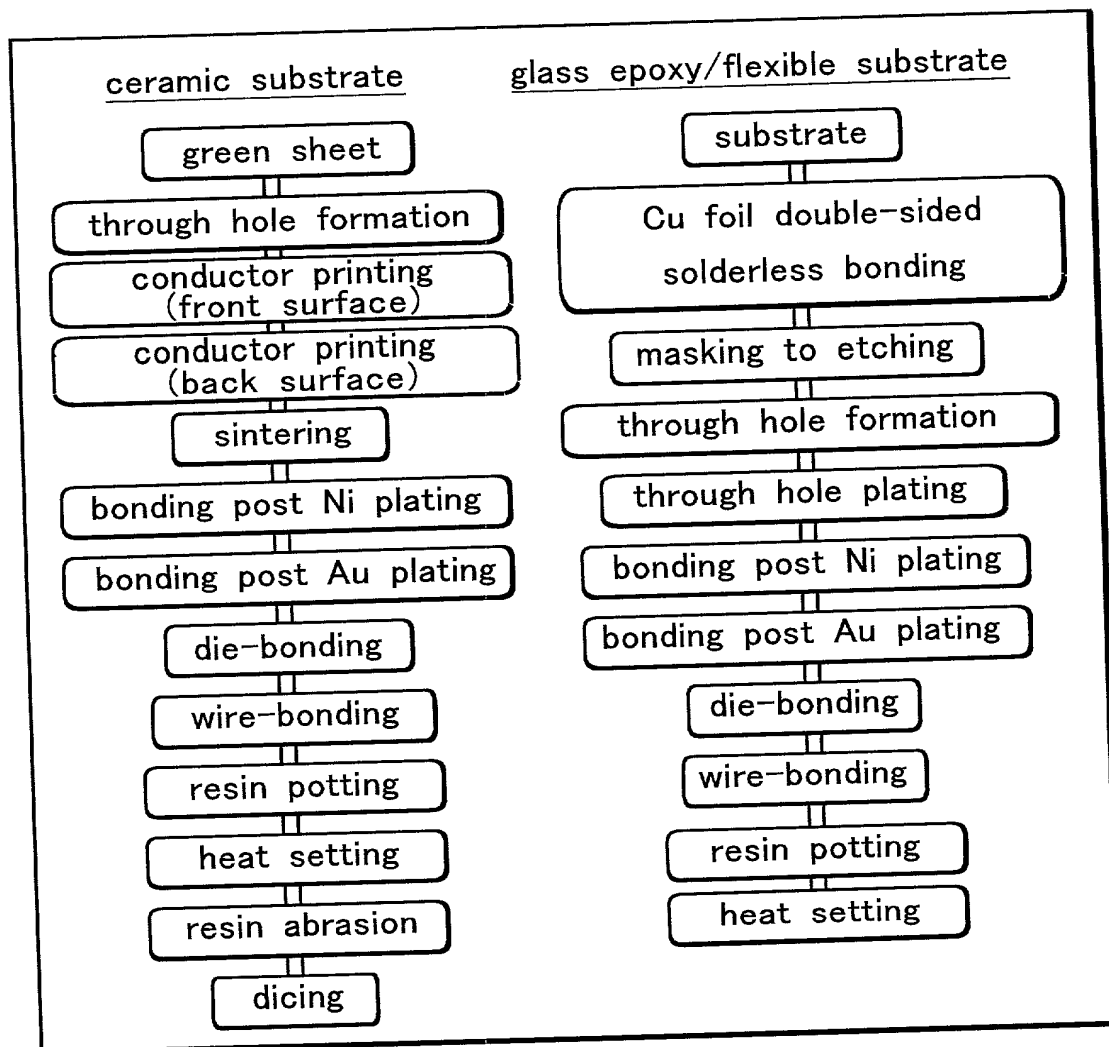 ceramic substrate
green sheet
through hole formation
conductor printing
(front surface)
conductor printing
(back surface)
sintering
bonding post Ni plating
bonding post Au plating
die-bonding
wire-bonding
resin potting
heat setting
resin abrasion
dicing
glass epoxy/flexible substrate
substrate
Cu foil double-sided
solderless bonding
masking to etching
through hole formation
through hole plating
bonding post Ni plating
bonding post Au plating
die-bonding
wire-bonding
resin potting
heat setting